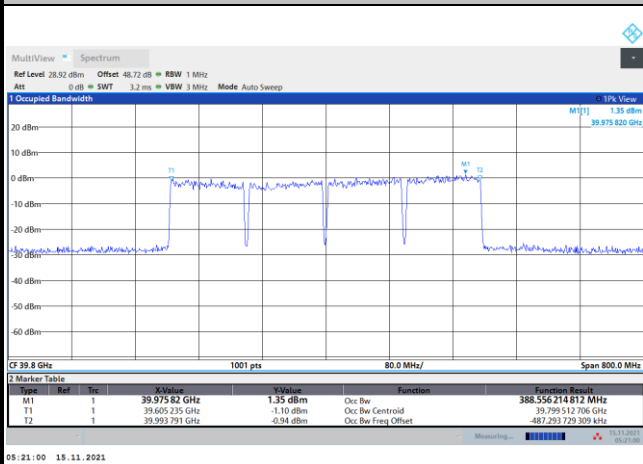 MultiView Spectrum
Ref Level 28.92 dBm Offset 48.72 dB RBW 1 MHz
Att 0 dB SWT 3.2 ms VBW 3 MHz Mode Auto Sweep
1 Occupied Bandwidth 1Pk View
M1[1] 1.35 dBm
39.975 820 GHz
20 dBm
10 dBm
M1
T1 T2
0 dBm
-10 dBm
-20 dBm
-30 dBm
-40 dBm
-50 dBm
-60 dBm
CF 39.8 GHz 1001 pts 80.0 MHz/ Span 800.0 MHz
2 Marker Table
Type Ref Trc X-Value Y-Value Function Function Result
M1 1 39.975 82 GHz 1.35 dBm Occ Bw 388.556 214 812 MHz
T1 1 39.605 235 GHz -1.10 dBm Occ Bw Centroid 39.799 512 706 GHz
T2 1 39.993 791 GHz -0.94 dBm Occ Bw Freq Offset -487.293 729 309 kHz
Measuring... 15.11.2021
05:21:00
05:21:00 15.11.2021